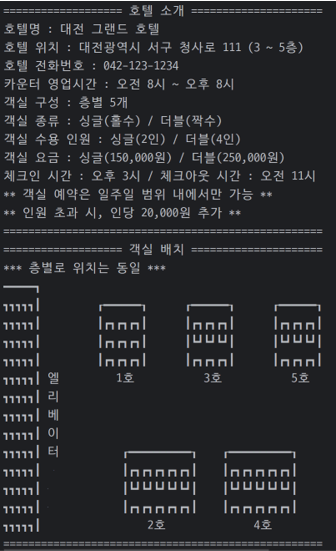 =================== 호텔 소개 =====================
호텔명 : 대전 그랜드 호텔
호텔 위치 : 대전광역시 서구 청사로 111 (3 ~ 5층)
호텔 전화번호 : 042-123-1234
카운터 영업시간 : 오전 8시 ~ 오후 8시
객실 구성 : 층별 5개
객실 종류 : 싱글(홀수) / 더블(짝수)
객실 수용 인원 : 싱글(2인) / 더블(4인)
객실 요금 : 싱글(150,000원) / 더블(250,000원)
체크인 시간 : 오후 3시 / 체크아웃 시간 : 오전 11시
** 객실 예약은 일주일 범위 내에서만 가능 **
** 인원 초과 시, 인당 20,000원 추가 **
===================================================
=================== 객실 배치 =====================
*** 층별로 위치는 동일 ***
엘리베이터
1호 3호 5호
2호 4호
===================================================